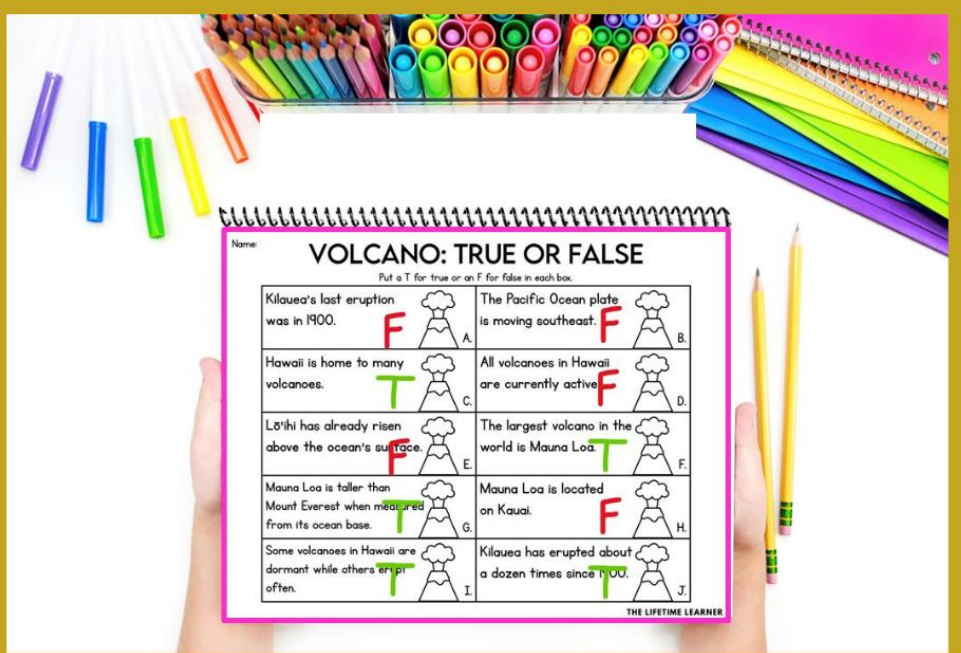 Name:
VOLCANO: TRUE OR FALSE
Put a T for true or an F for false in each box.
Kilauea's last eruption
was in 1900.
F
A.
The Pacific Ocean plate
is moving southeast.
F
B.
Hawaii is home to many
volcanoes.
T
C.
All volcanoes in Hawaii
are currently active
F
D.
Lō'ihi has already risen
above the ocean's surface.
F
E.
The largest volcano in the
world is Mauna Loa.
T
F.
Mauna Loa is taller than
Mount Everest when measured
from its ocean base.
T
G.
Mauna Loa is located
on Kauai.
F
H.
Some volcanoes in Hawaii are
dormant while others erupt
often.
T
I.
Kilauea has erupted about
a dozen times since
T
J.
THE LIFETIME LEARNER